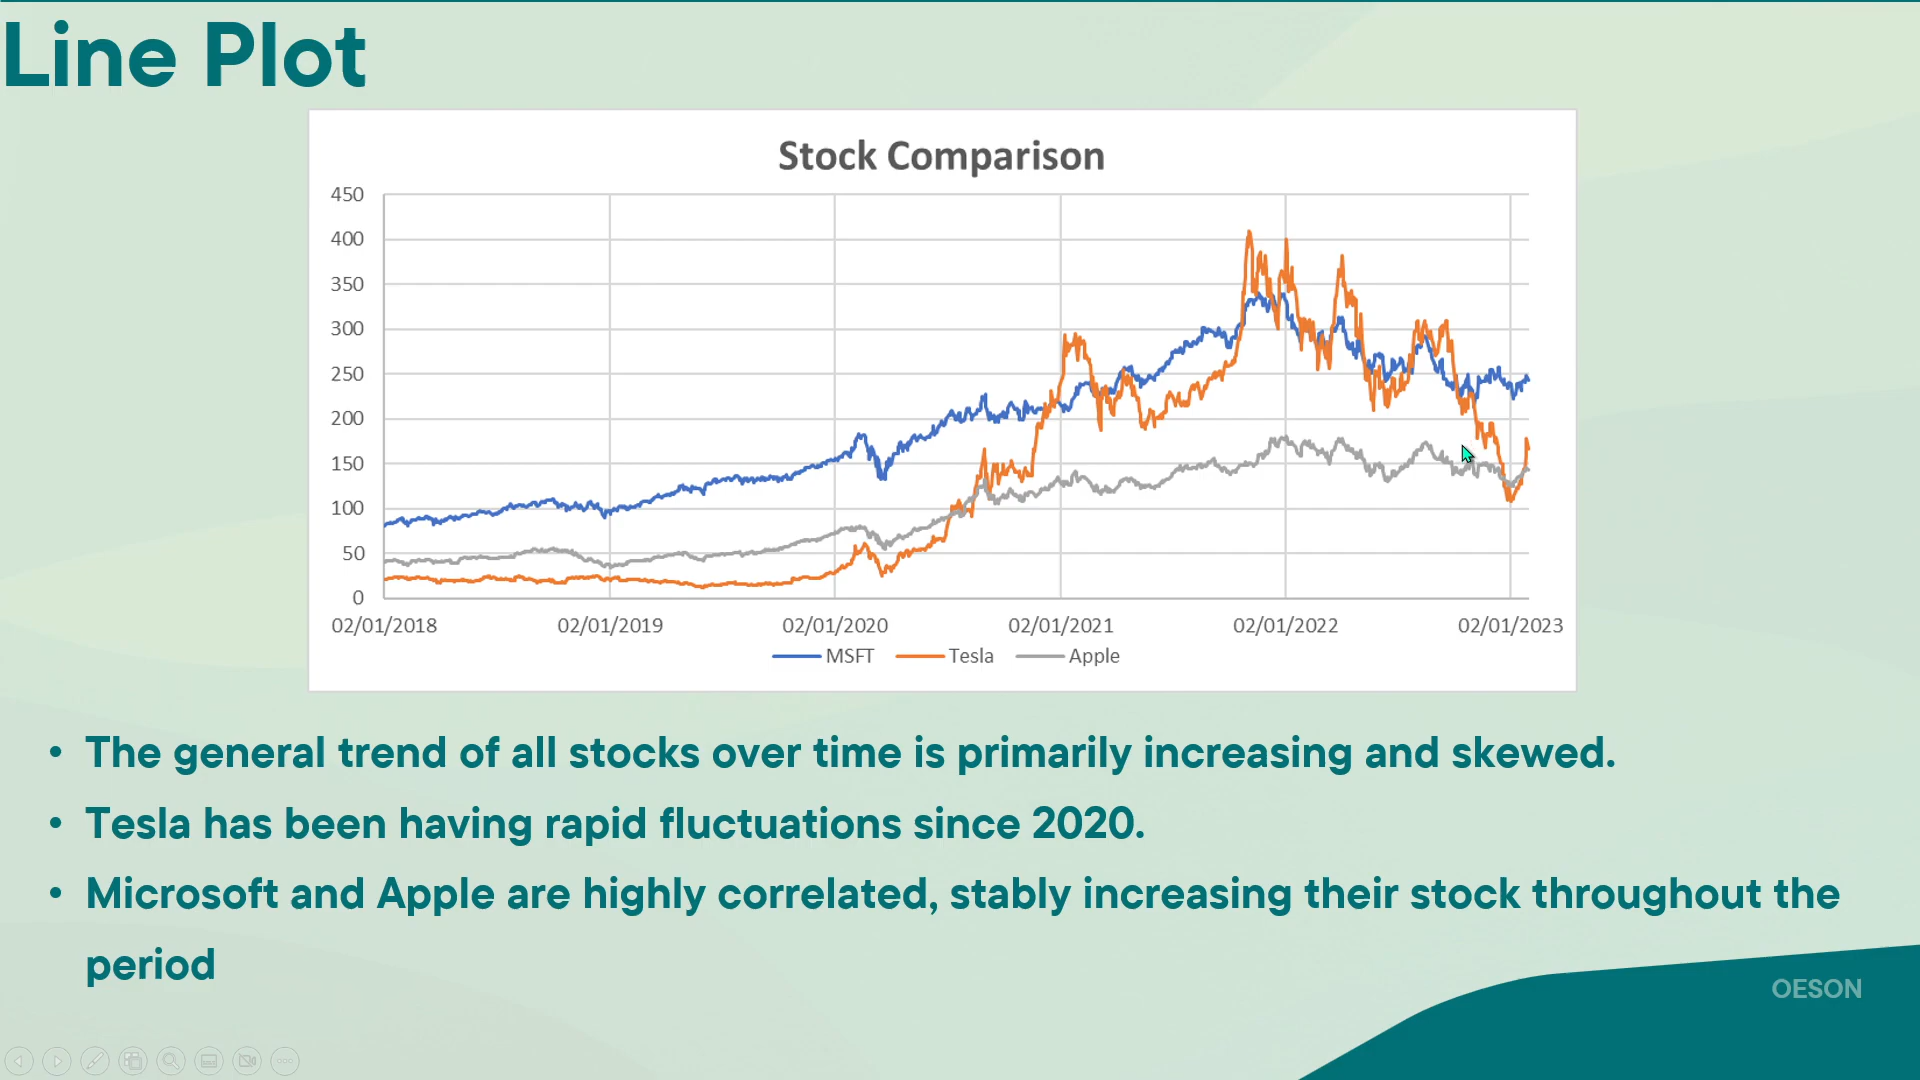 Line Plot
Stock Comparison
450
400
350
300
250
200
150
100
50
0
02/01/2018 02/01/2019 02/01/2020 02/01/2021 02/01/2022 02/01/2023
MSFT Tesla Apple
• The general trend of all stocks over time is primarily increasing and skewed.
• Tesla has been having rapid fluctuations since 2020.
• Microsoft and Apple are highly correlated, stably increasing their stock throughout the
period
OESON